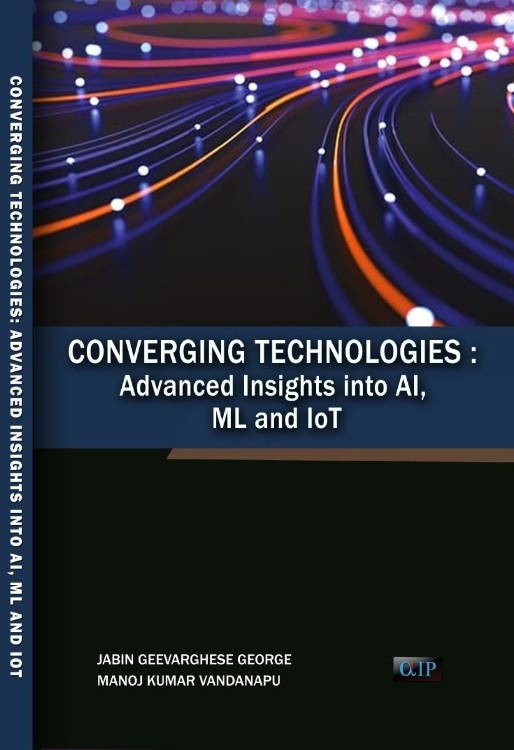 CONVERGING TECHNOLOGIES: ADVANCED INSIGHTS INTO AI, ML AND IOT
CONVERGING TECHNOLOGIES :
Advanced Insights into AI,
ML and IoT
JABIN GEEVARGHESE GEORGE
MANOJ KUMAR VANDANAPU
αIP